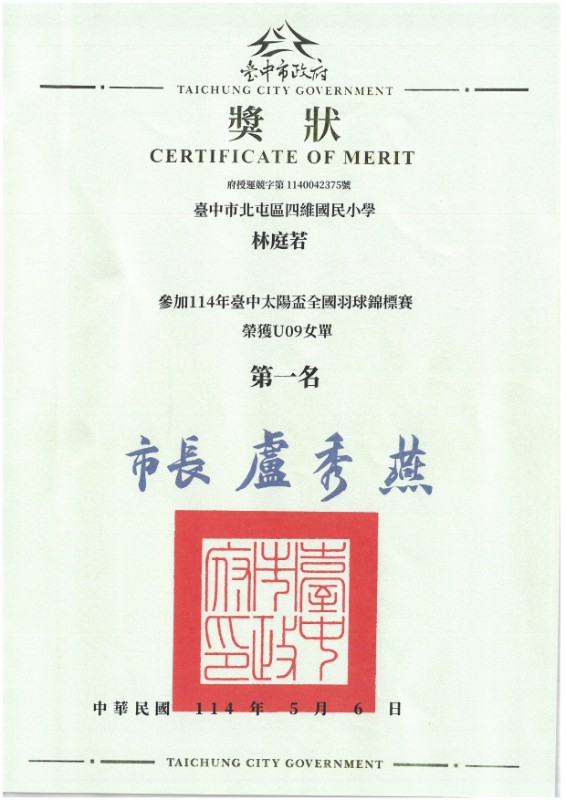 臺中市政府
TAICHUNG CITY GOVERNMENT
獎 狀
CERTIFICATE OF MERIT
府授運競字第 1140042375號
臺中市北屯區四維國民小學
林庭若
參加114年臺中太陽盃全國羽球錦標賽
榮獲U09女單
第一名
市長 盧秀燕
臺中市政府印
中華民國 114 年 5 月 6 日
TAICHUNG CITY GOVERNMENT